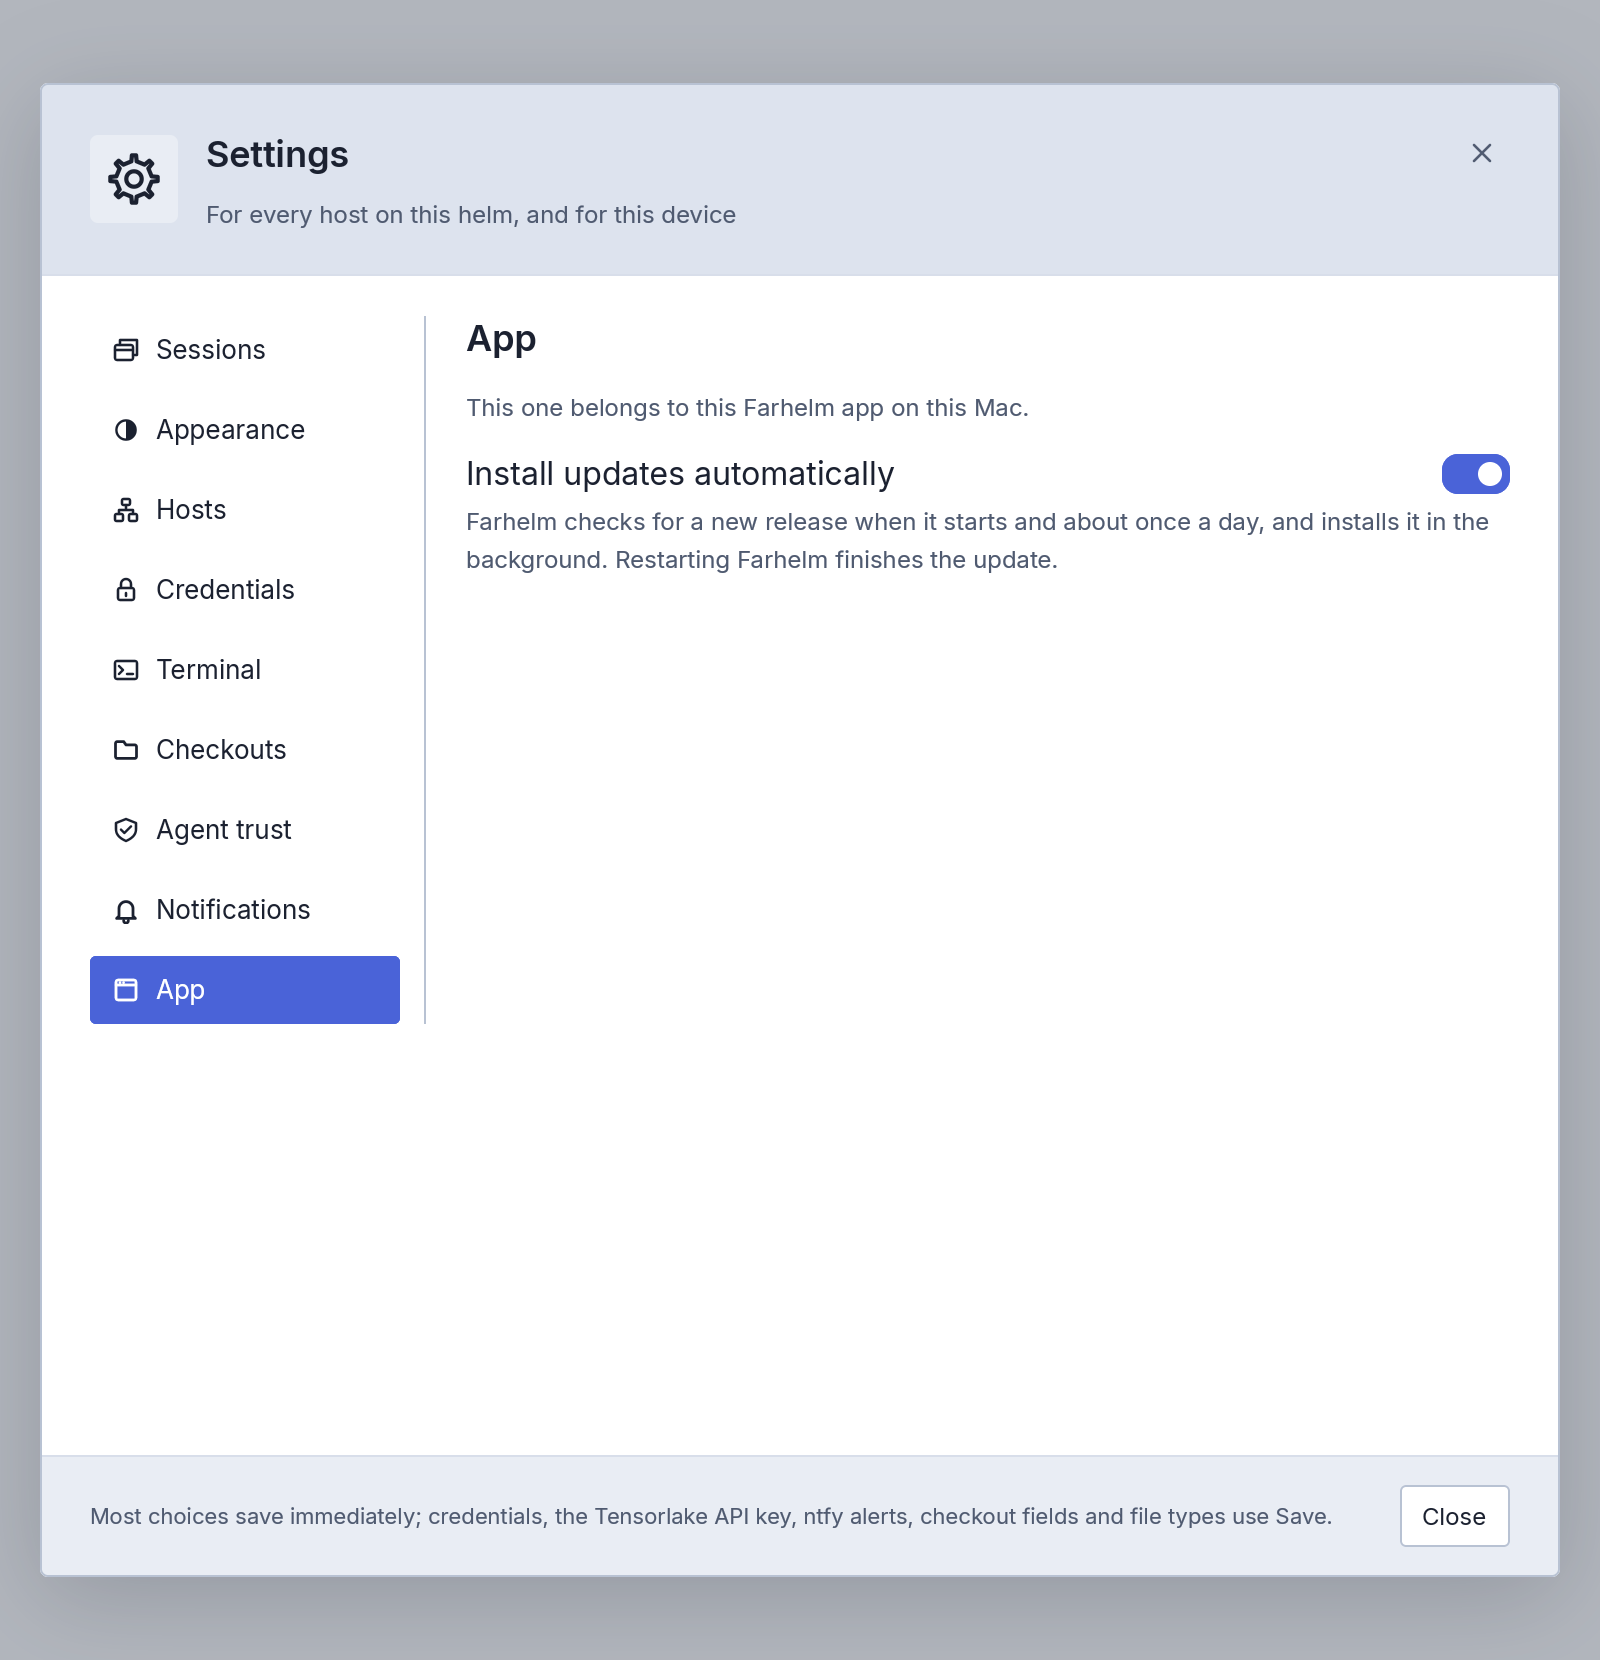 Settings
For every host on this helm, and for this device
Sessions
Appearance
Hosts
Credentials
Terminal
Checkouts
Agent trust
Notifications
App
App
This one belongs to this Farhelm app on this Mac.
Install updates automatically
Farhelm checks for a new release when it starts and about once a day, and installs it in the
background. Restarting Farhelm finishes the update.
Most choices save immediately; credentials, the Tensorlake API key, ntfy alerts, checkout fields and file types use Save.
Close